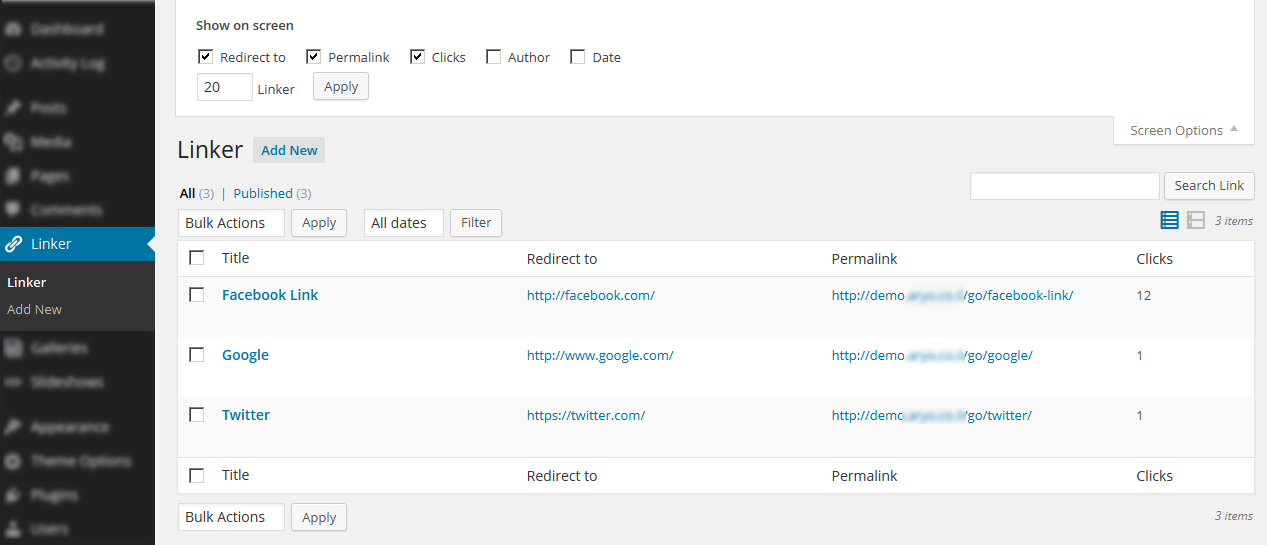 Show on screen
Redirect to Permalink Clicks Author Date
20 Linker Apply
Screen Options
Linker Add New
All (3) | Published (3)
Search Link
Bulk Actions Apply All dates Filter
3 items
Title Redirect to Permalink Clicks
Facebook Link http://facebook.com/ http://demo /go/facebook-link/ 12
Google http://www.google.com/ http://demo /go/google/ 1
Twitter https://twitter.com/ http://demo /go/twitter/ 1
Title Redirect to Permalink Clicks
Bulk Actions Apply
3 items
Dashboard
Activity Log
Posts
Media
Pages
Comments
Linker
Linker
Add New
Galleries
Slideshows
Appearance
Theme Options
Plugins
Users